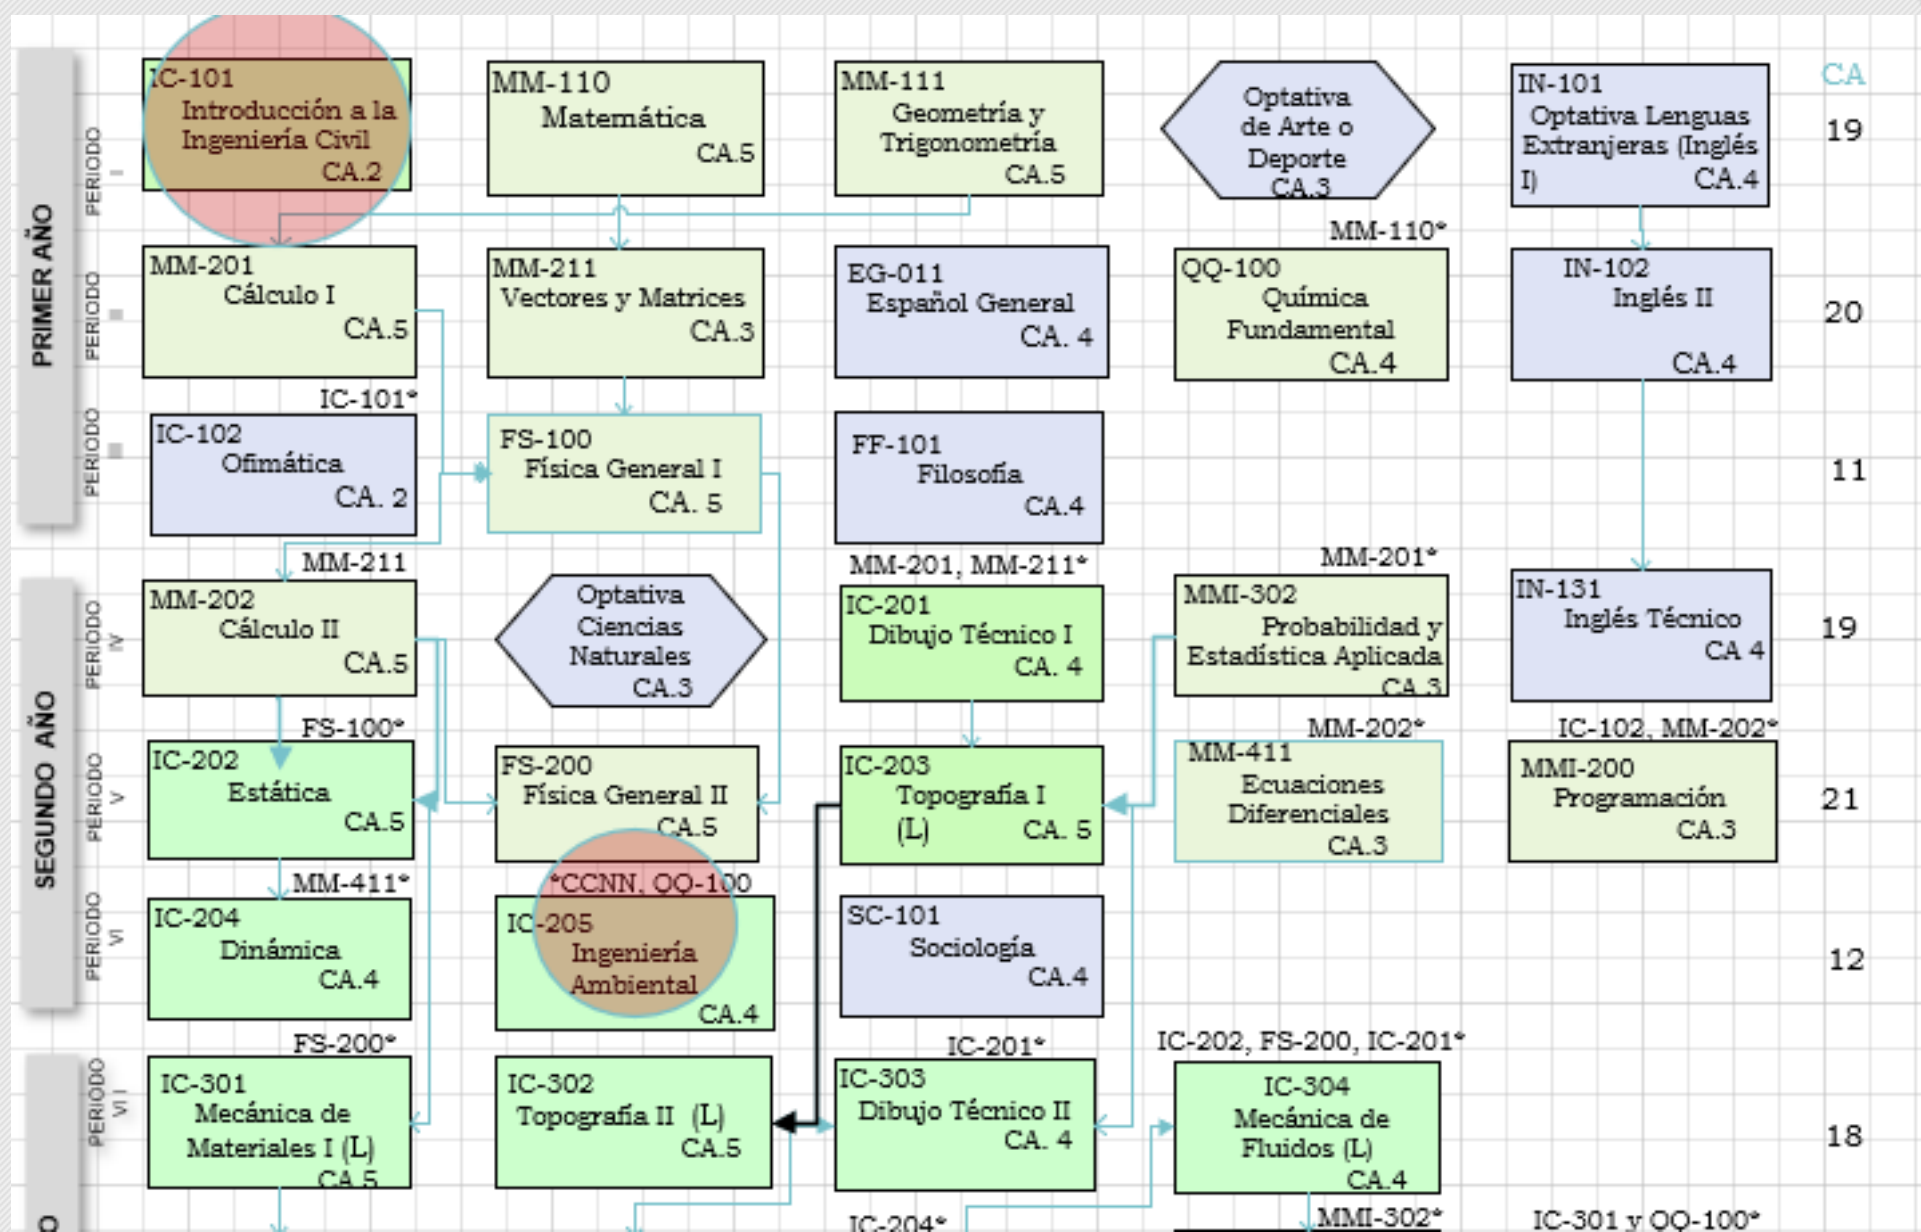 CA
PRIMER AÑO
PERIODO
I
IC-101
Introducción a la
Ingeniería Civil
CA.2
MM-110
Matemática
CA.5
MM-111
Geometría y
Trigonometría
CA.5
Optativa
de Arte o
Deporte
CA.3
IN-101
Optativa Lenguas
Extranjeras (Inglés
I)
CA.4
19
PERIODO
II
MM-201
Cálculo I
CA.5
MM-211
Vectores y Matrices
CA.3
EG-011
Español General
CA. 4
MM-110*
QQ-100
Química
Fundamental
CA.4
IN-102
Inglés II
CA.4
20
PERIODO
III
IC-101*
IC-102
Ofimática
CA. 2
FS-100
Física General I
CA. 5
FF-101
Filosofía
CA.4
11
SEGUNDO AÑO
PERIODO
IV
MM-211
MM-202
Cálculo II
CA.5
Optativa
Ciencias
Naturales
CA.3
MM-201, MM-211*
IC-201
Dibujo Técnico I
CA. 4
MM-201*
MMI-302
Probabilidad y
Estadística Aplicada
CA.3
IN-131
Inglés Técnico
CA 4
19
PERIODO
V
FS-100*
IC-202
Estática
CA.5
FS-200
Física General II
CA.5
IC-203
Topografía I
(L) CA. 5
MM-202*
MM-411
Ecuaciones
Diferenciales
CA.3
IC-102, MM-202*
MMI-200
Programación
CA.3
21
PERIODO
VI
MM-411*
IC-204
Dinámica
CA.4
*CCNN, QQ-100
IC-205
Ingeniería
Ambiental
CA.4
SC-101
Sociología
CA.4
12
PERIODO
VI I
FS-200*
IC-301
Mecánica de
Materiales I (L)
CA.5
IC-302
Topografía II (L)
CA.5
IC-201*
IC-303
Dibujo Técnico II
CA. 4
IC-202, FS-200, IC-201*
IC-304
Mecánica de
Fluidos (L)
CA.4
18
O
IC-204*
MMI-302*
IC-301 y QQ-100*